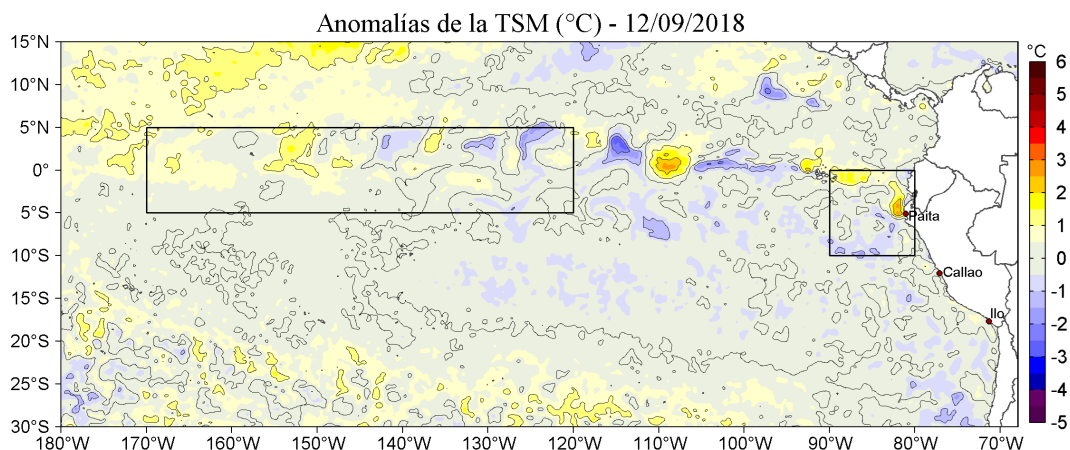 Anomalías de la TSM (°C) - 12/09/2018
15°N
10°N
5°N
0°
5°S
10°S
15°S
20°S
25°S
30°S
180°W
170°W
160°W
150°W
140°W
130°W
120°W
110°W
100°W
90°W
80°W
70°W
Paita
Callao
Ilo
°C
6
5
4
3
2
1
0
-1
-2
-3
-4
-5